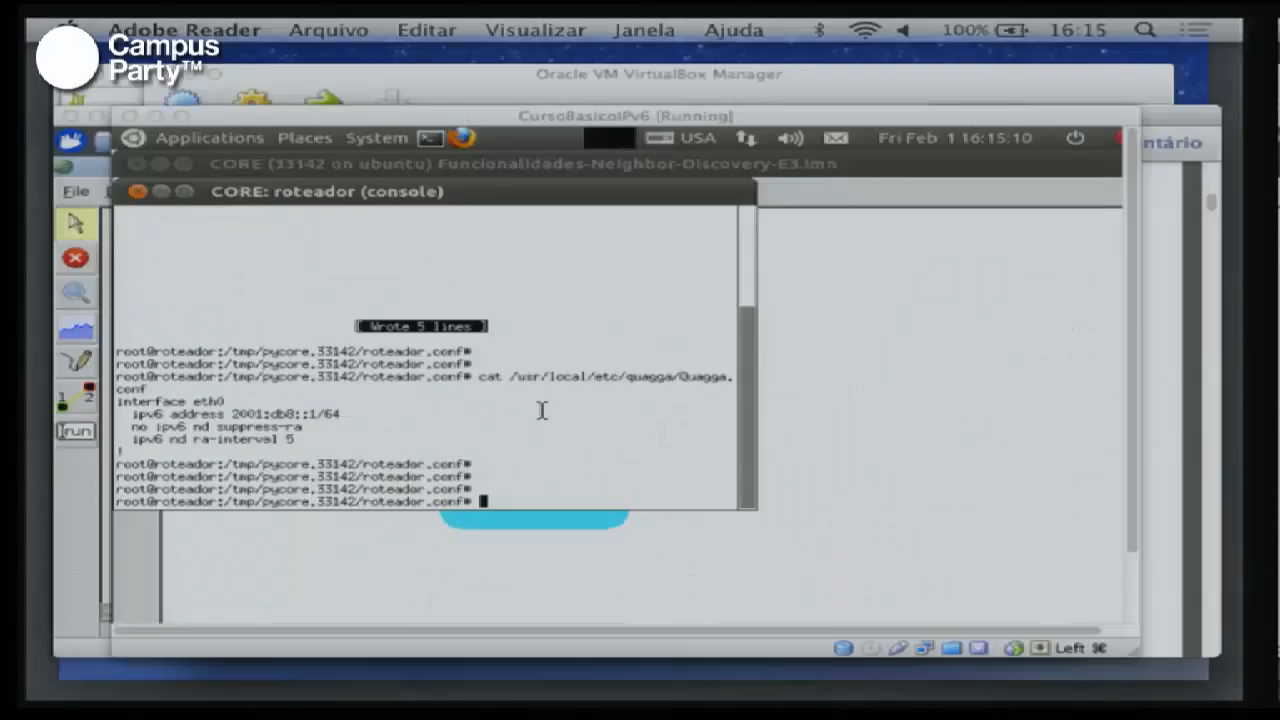 Adobe Reader Arquivo Editar Visualizar Janela Ajuda 100% 16:15
Campus
Party™
Oracle VM VirtualBox Manager
CursoBasicoIPv6 [Running]
Applications Places System USA Fri Feb 1 16:15:10
ntário
CORE (33142 on ubuntu) Funcionalidades-Neighbor-Discovery-E3.imn
File
CORE: roteador (console)
[ Wrote 5 lines ]
root@roteador:/tmp/pycore.33142/roteador.conf#
root@roteador:/tmp/pycore.33142/roteador.conf#
root@roteador:/tmp/pycore.33142/roteador.conf# cat /usr/local/etc/quagga/Quagga.
conf
interface eth0
ipv6 address 2001:db8::1/64
no ipv6 nd suppress-ra
ipv6 nd ra-interval 5
!
root@roteador:/tmp/pycore.33142/roteador.conf#
root@roteador:/tmp/pycore.33142/roteador.conf#
root@roteador:/tmp/pycore.33142/roteador.conf#
root@roteador:/tmp/pycore.33142/roteador.conf#
1 2
run
Left ⌘